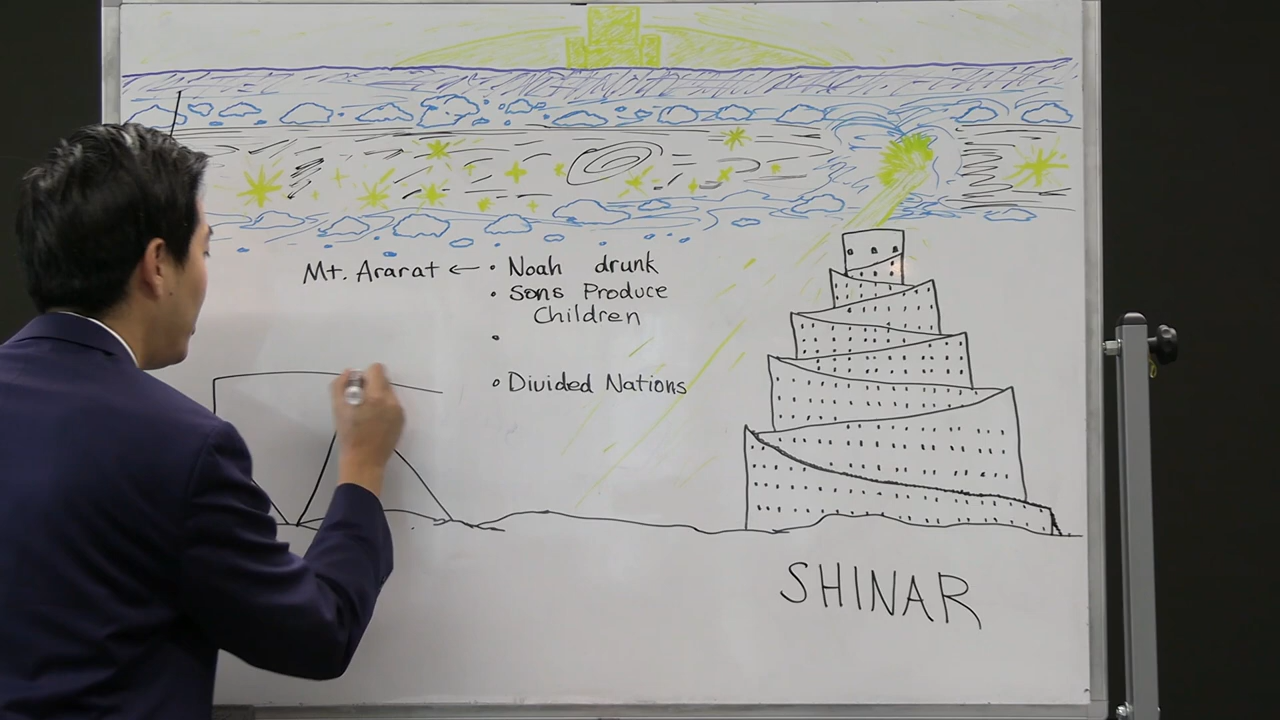 Mt. Ararat ← • Noah drunk
• Sons Produce
Children
•
• Divided Nations
SHINAR